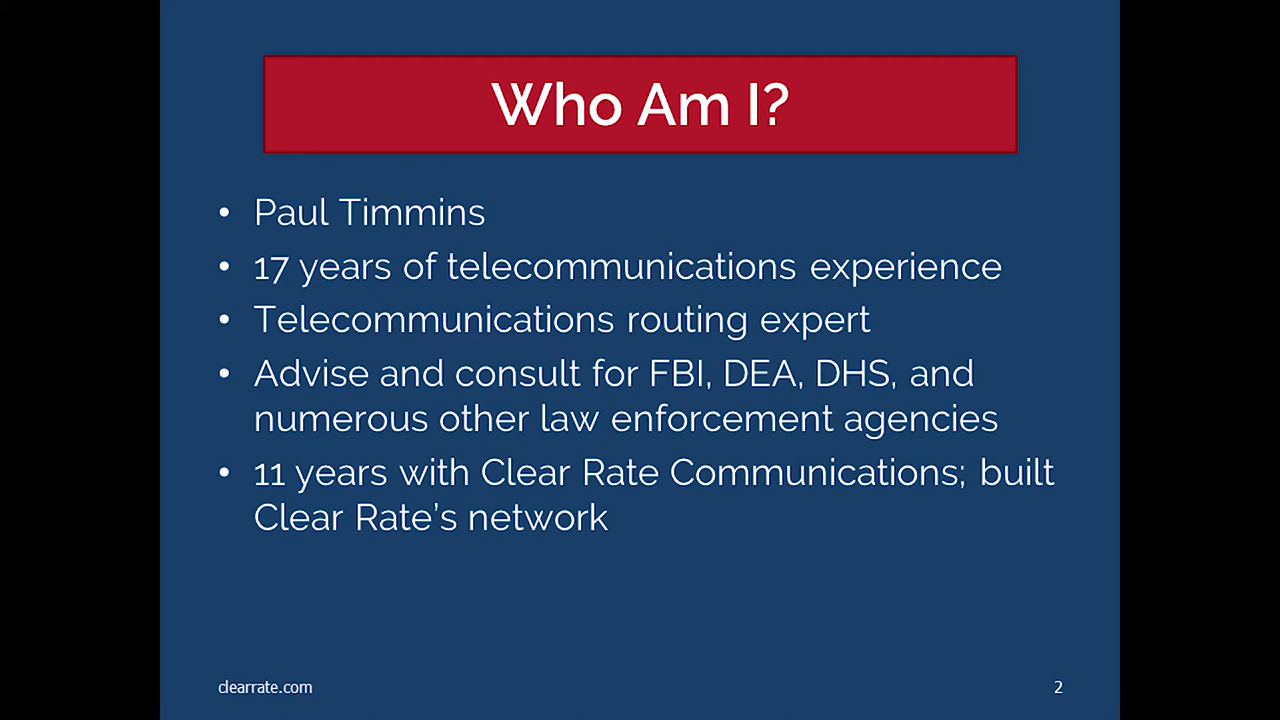 Who Am I?
• Paul Timmins
• 17 years of telecommunications experience
• Telecommunications routing expert
• Advise and consult for FBI, DEA, DHS, and
numerous other law enforcement agencies
• 11 years with Clear Rate Communications; built
Clear Rate’s network
clearrate.com
2